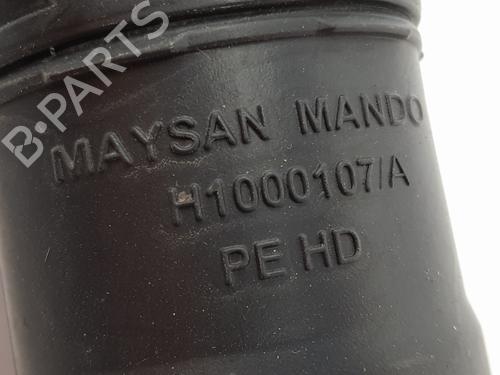 B-PARTS
MAYSAN MANDO
H1000107/A
PE HD